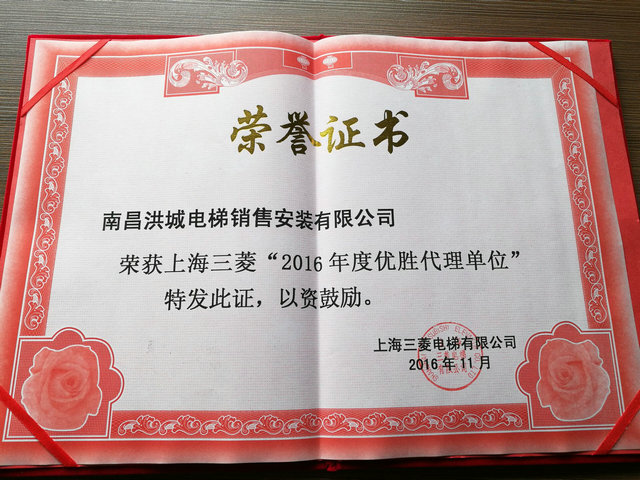 荣誉证书
南昌洪城电梯销售安装有限公司
荣获上海三菱“2016年度优胜代理单位”
特发此证，以资鼓励。
上海三菱电梯有限公司
2016年11月